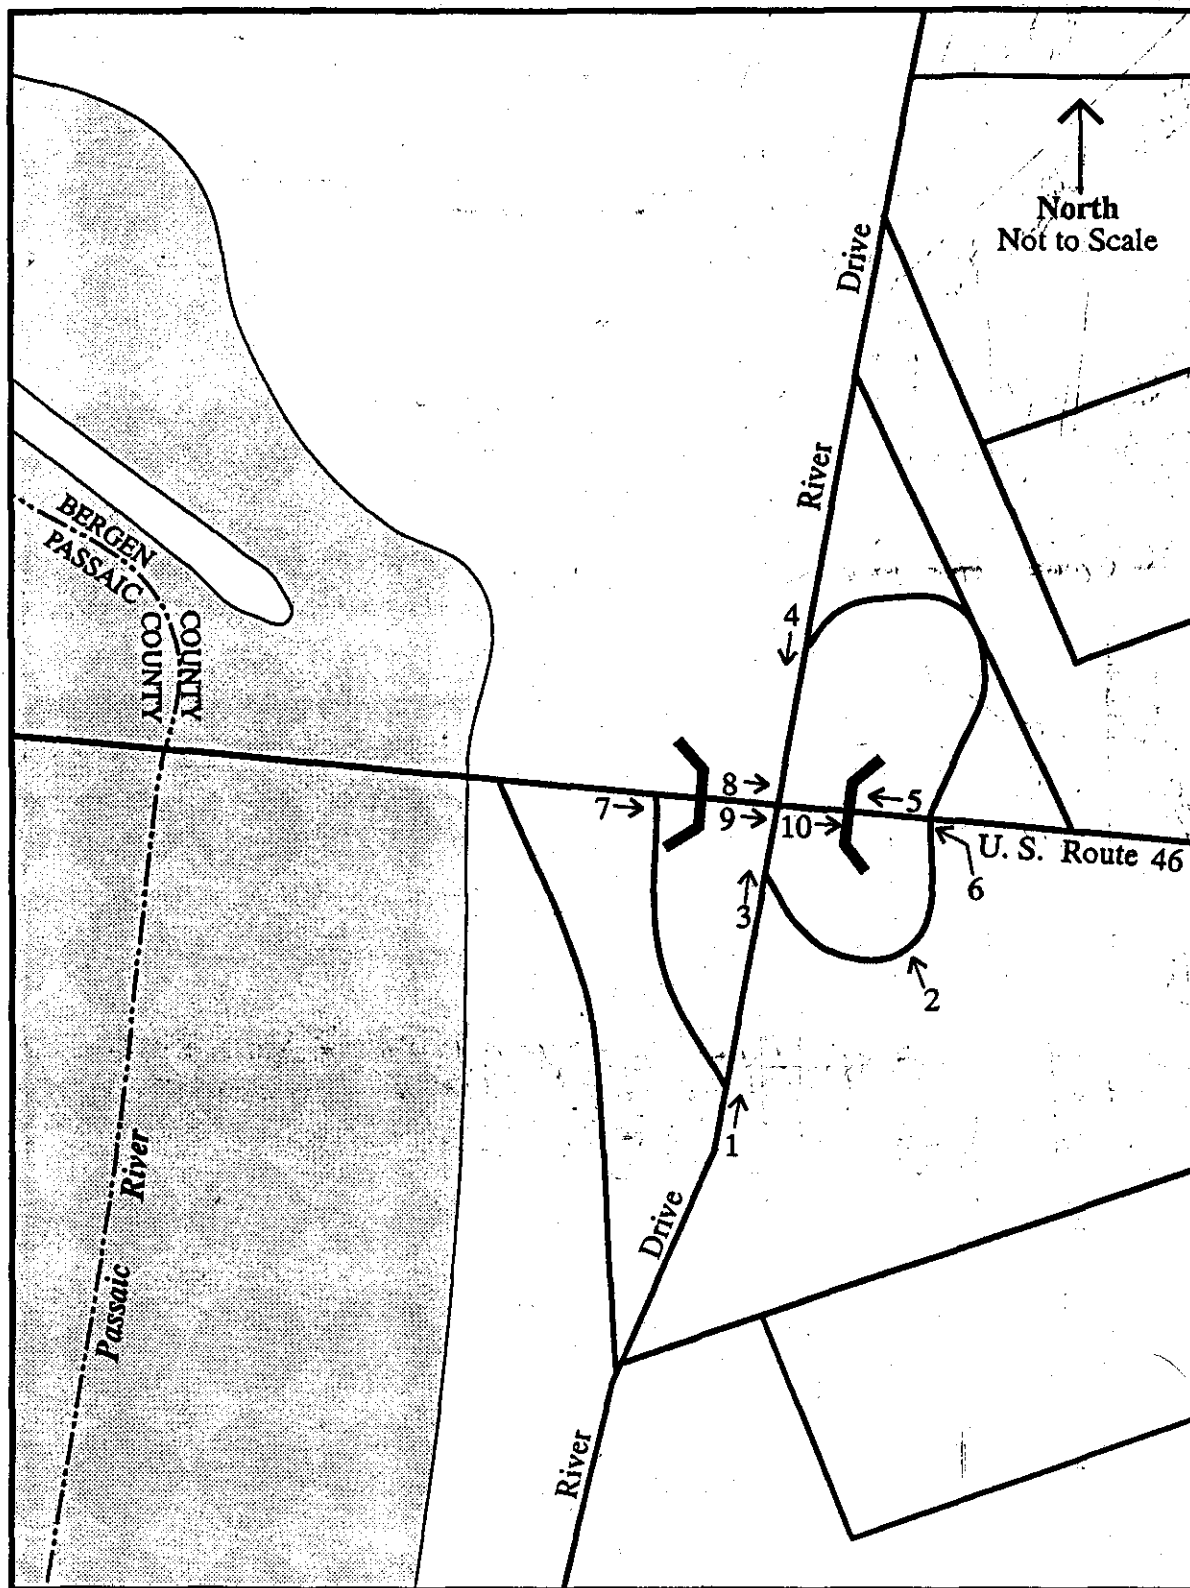 North
Not to Scale
Drive
River
BERGEN
PASSAIC
COUNTY
COUNTY
4
8
7
9
10
5
U. S. Route 46
6
3
2
1
River
Passaic
Drive
River